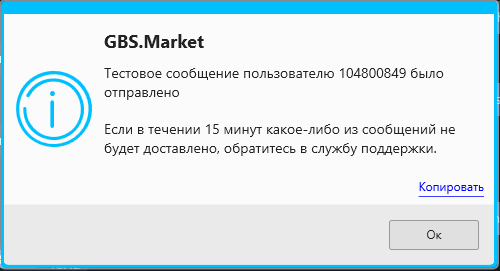 GBS.Market
Тестовое сообщение пользователю 104800849 было
отправлено
Если в течении 15 минут какое-либо из сообщений не
будет доставлено, обратитесь в службу поддержки.
Копировать
Ок